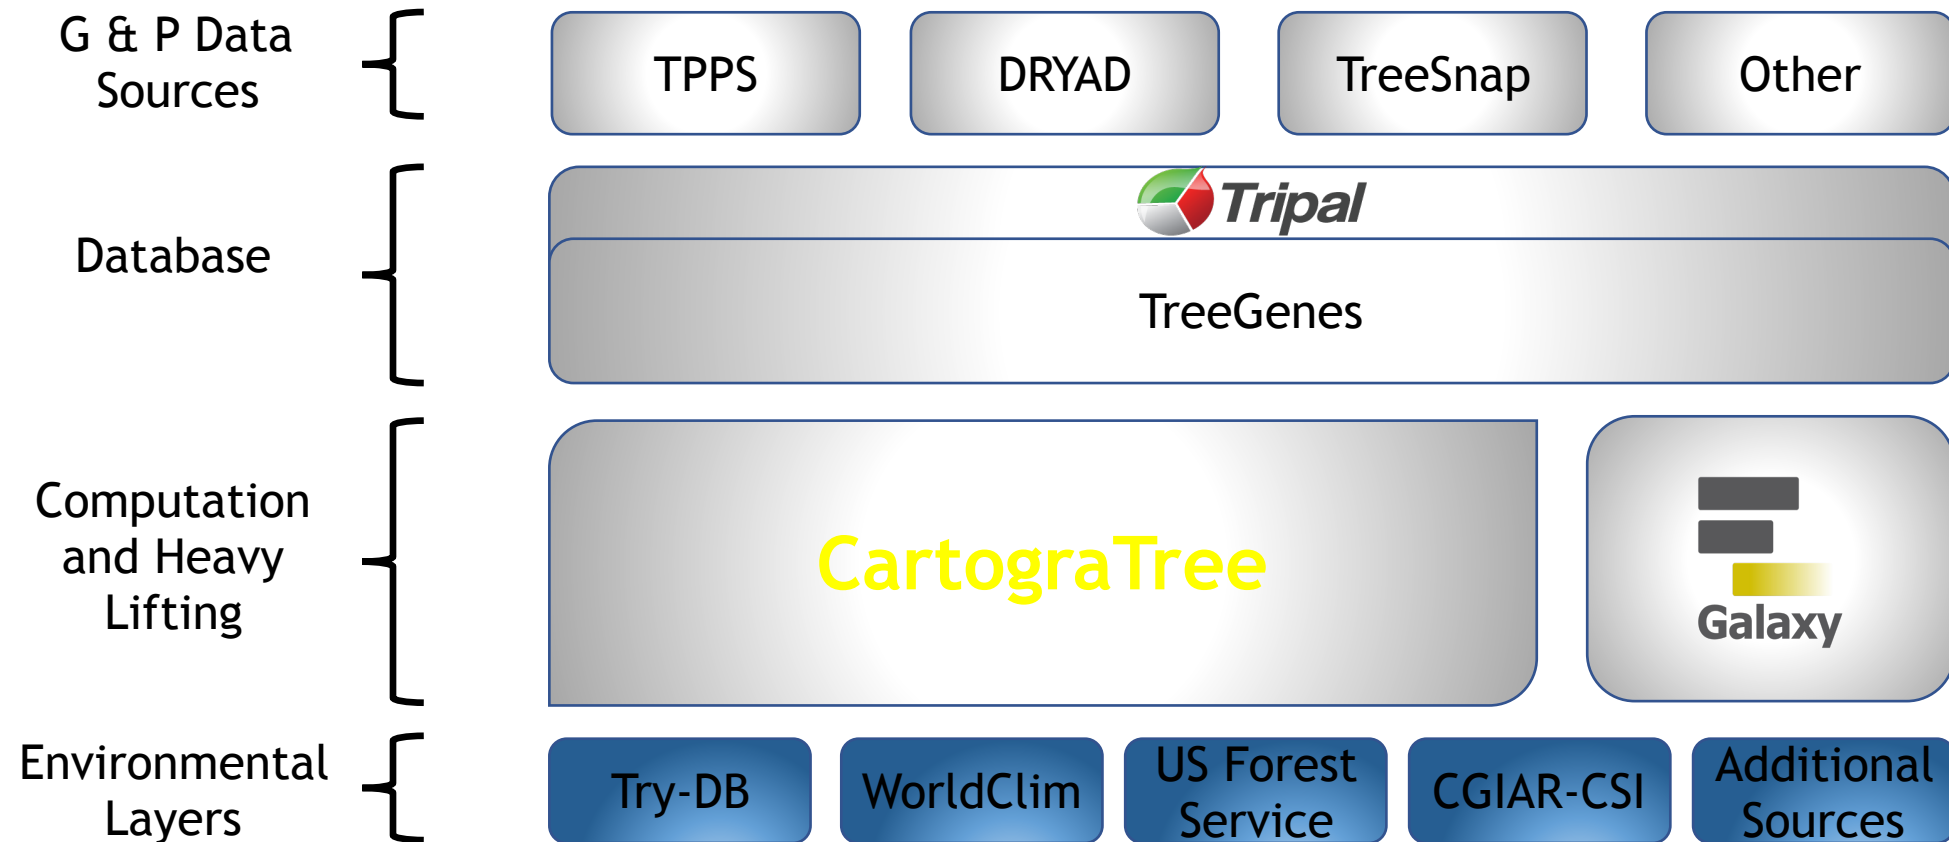 G & P Data
Sources
TPPS
DRYAD
TreeSnap
Other
Database
Tripal
TreeGenes
Computation
and Heavy
Lifting
CartograTree
Galaxy
Environmental
Layers
Try-DB
WorldClim
US Forest
Service
CGIAR-CSI
Additional
Sources